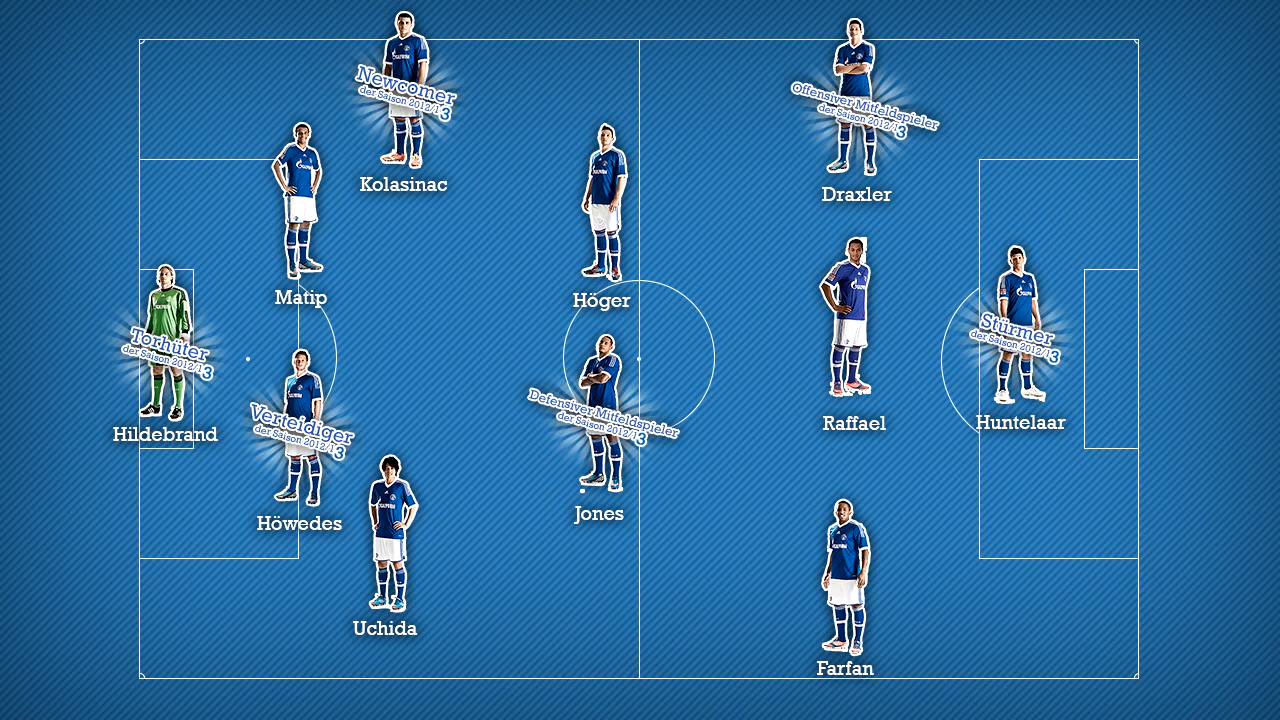 Newcomer
der Saison 2012/13
Kolasinac
Offensiver Mitfeldspieler
der Saison 2012/13
Draxler
Matip
Höger
Torhüter
der Saison 2012/13
Hildebrand
Verteidiger
der Saison 2012/13
Höwedes
Defensiver Mitfeldspieler
der Saison 2012/13
Jones
Raffael
Stürmer
der Saison 2012/13
Huntelaar
Uchida
Farfan